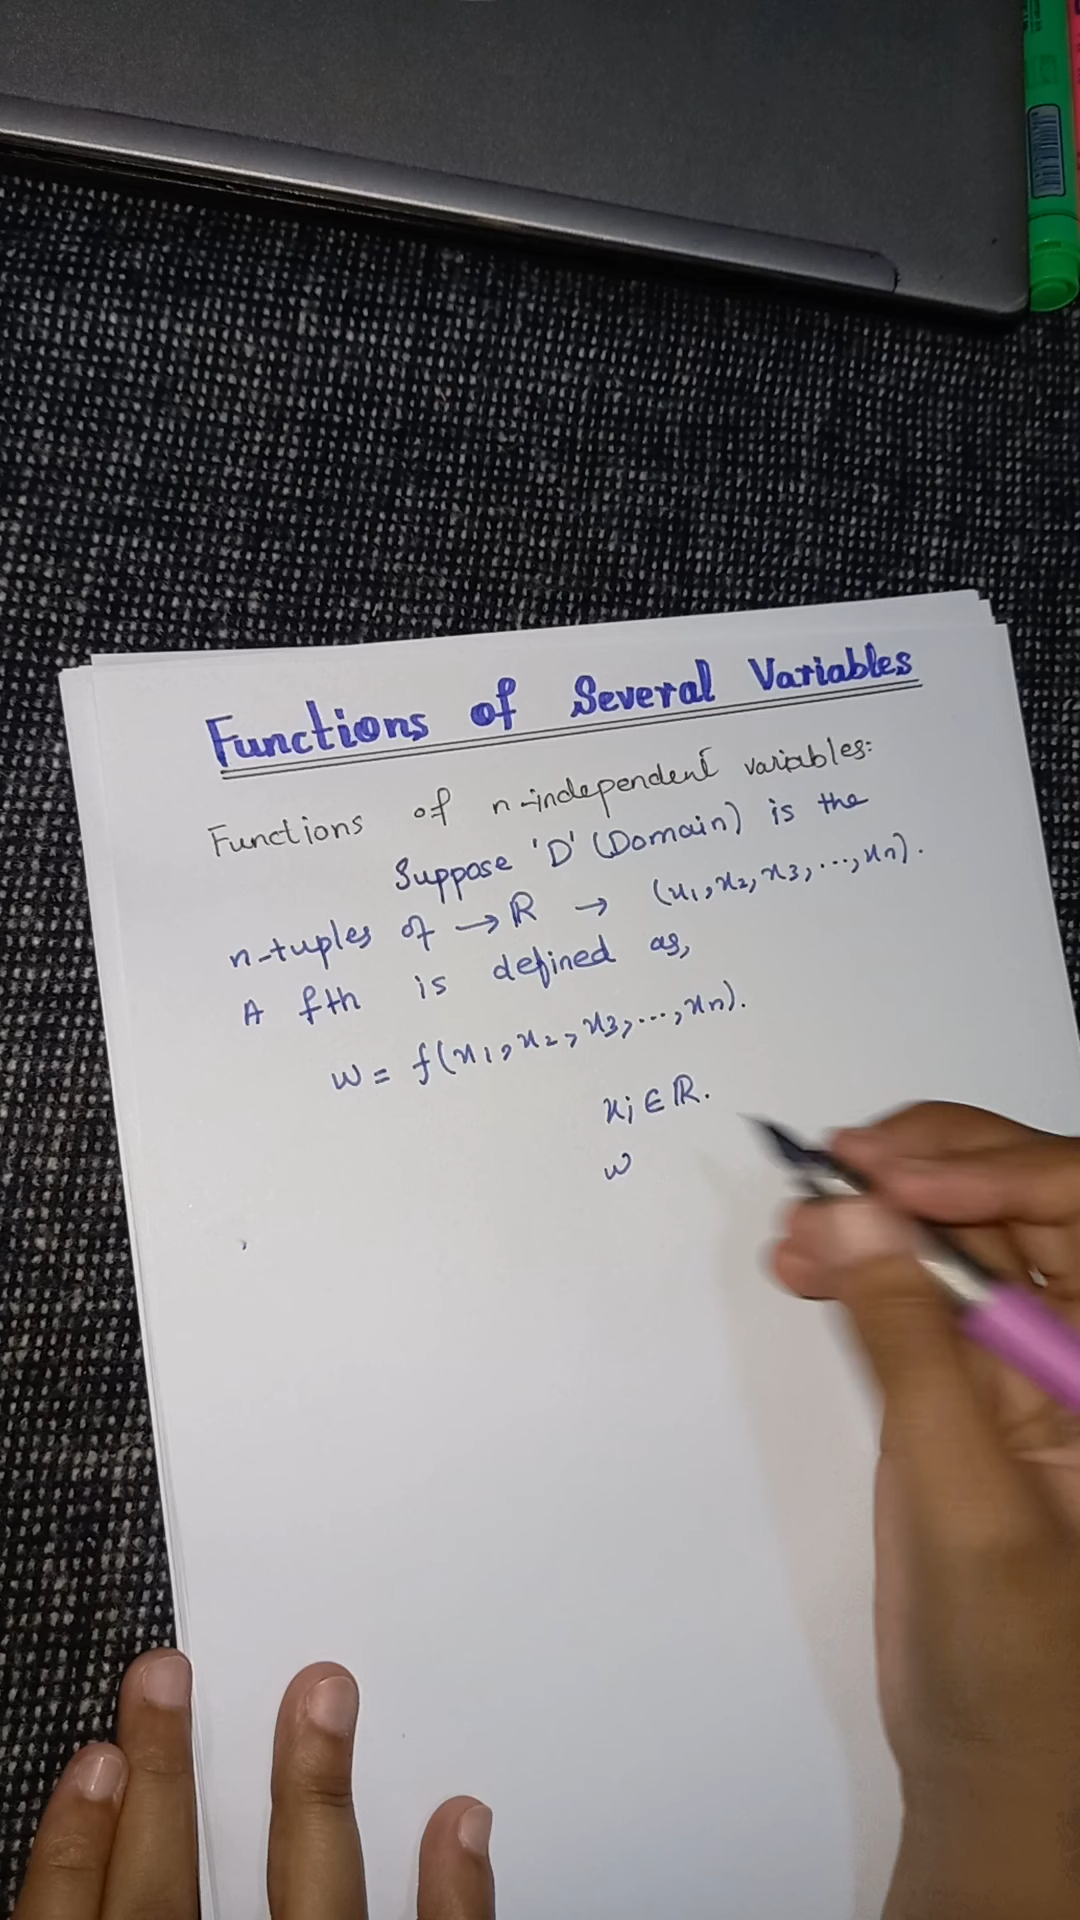 Functions of Several Variables
Functions of n-independent variables:
Suppose 'D' (Domain) is the
n-tuples of → ℝ → (x₁, x₂, x₃, ..., xₙ).
A fth is defined as,
w = f(x₁, x₂, x₃, ..., xₙ).
xᵢ ∈ ℝ.
w